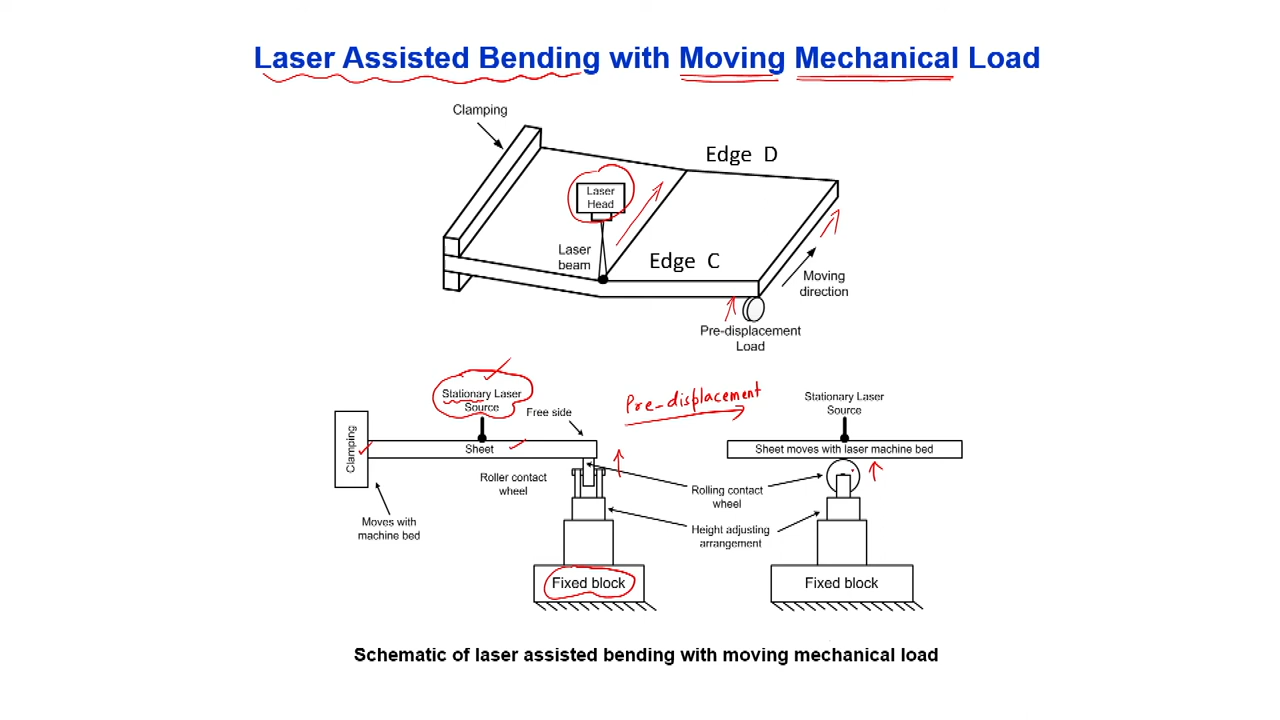 Laser Assisted Bending with Moving Mechanical Load
Clamping
Edge D
Laser
Head
Laser
beam
Edge C
Moving
direction
Pre-displacement
Load
Stationary Laser
Source
Free side
Pre-displacement
Stationary Laser
Source
Clamping
Sheet
Sheet moves with laser machine bed
Roller contact
wheel
Rolling contact
wheel
Moves with
machine bed
Height adjusting
arrangement
Fixed block
Fixed block
Schematic of laser assisted bending with moving mechanical load